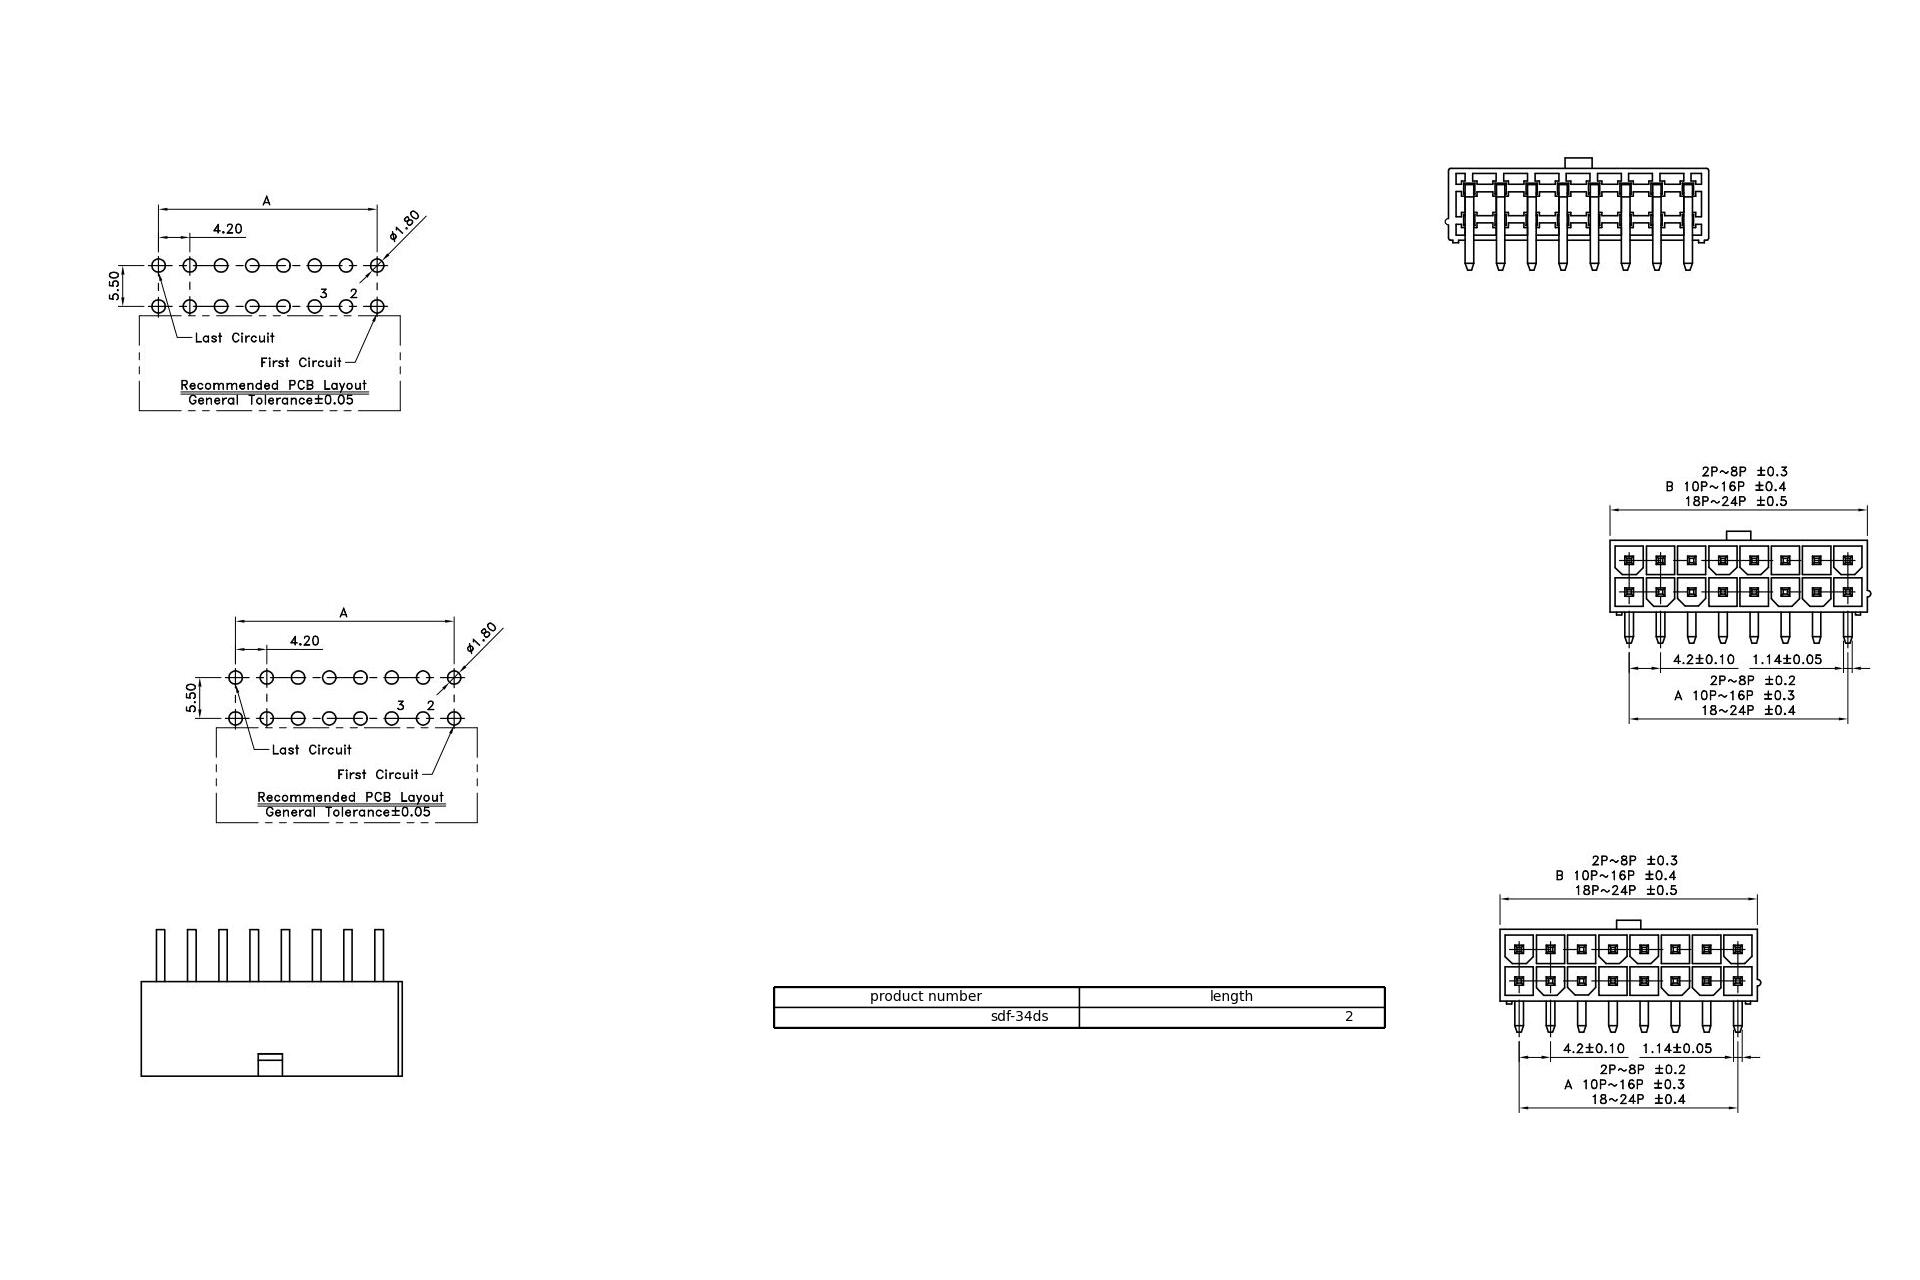 A
4.20
ø1.80
5.50
3 2
Last Circuit
First Circuit
Recommended PCB Layout
General Tolerance±0.05
2P~8P ±0.3
B 10P~16P ±0.4
18P~24P ±0.5
4.2±0.10 1.14±0.05
2P~8P ±0.2
A 10P~16P ±0.3
18~24P ±0.4
A
4.20
ø1.80
5.50
3 2
Last Circuit
First Circuit
Recommended PCB Layout
General Tolerance±0.05
product number length
sdf-34ds 2
2P~8P ±0.3
B 10P~16P ±0.4
18P~24P ±0.5
4.2±0.10 1.14±0.05
2P~8P ±0.2
A 10P~16P ±0.3
18~24P ±0.4